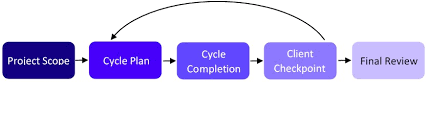 Project Scope
Cycle Plan
Cycle
Completion
Client
Checkpoint
Final Review